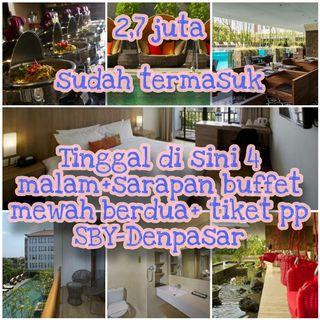 2,7 juta
sudah termasuk
Tinggal di sini 4
malam+sarapan buffet
mewah berdua+ tiket pp
SBY-Denpasar